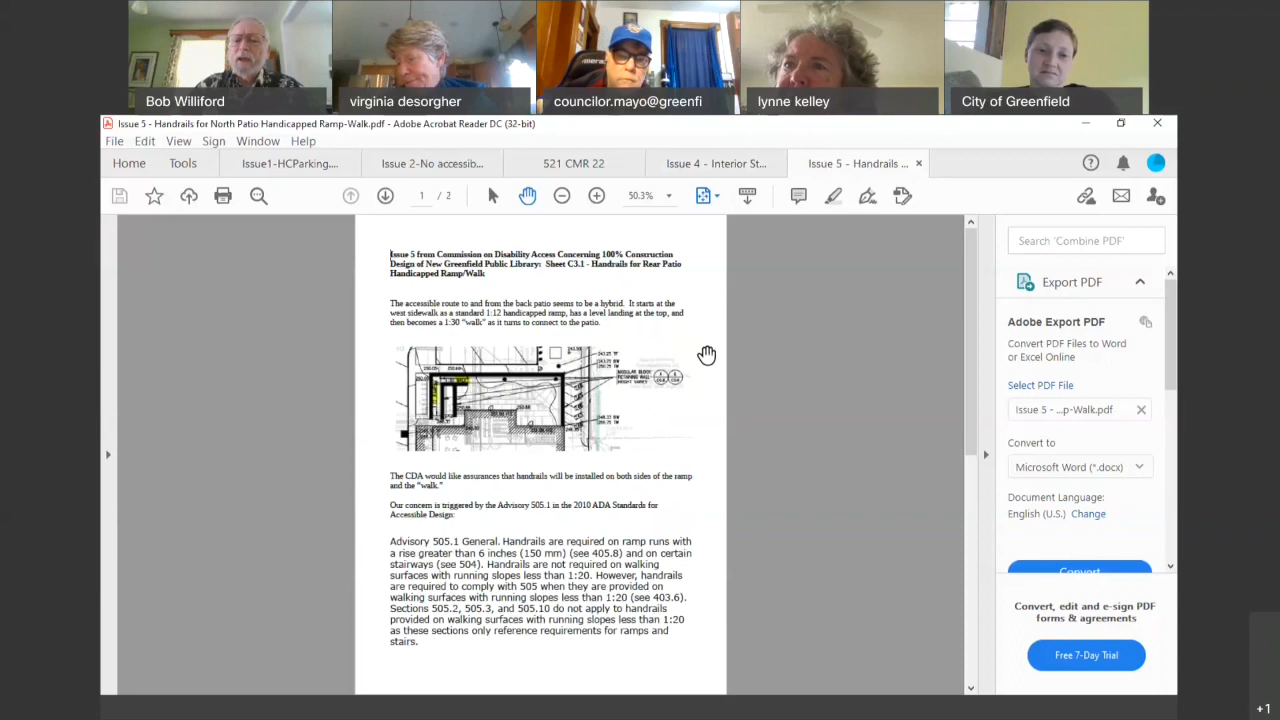 Bob Williford
virginia desorgher
councilor.mayo@greenfi
lynne kelley
City of Greenfield
Issue 5 - Handrails for North Patio Handicapped Ramp-Walk.pdf - Adobe Acrobat Reader DC (32-bit)
File Edit View Sign Window Help
Home Tools Issue1-HCParking.... Issue 2-No accessib... 521 CMR 22 Issue 4 - Interior St... Issue 5 - Handrails ...
1 / 2 50.3%
Issue 5 from Commission on Disability Access Concerning 100% Construction
Design of New Greenfield Public Library: Sheet C3.1 - Handrails for Rear Patio
Handicapped Ramp/Walk
The accessible route to and from the back patio seems to be a hybrid. It starts at the
west sidewalk as a standard 1:12 handicapped ramp, has a level landing at the top, and
then becomes a 1:30 "walk" as it turns to connect to the patio.
MODULAR BLOCK
RETAINING WALL
HEIGHT VARIES
The CDA would like assurances that handrails will be installed on both sides of the ramp
and the "walk."
Our concern is triggered by the Advisory 505.1 in the 2010 ADA Standards for
Accessible Design:
Advisory 505.1 General. Handrails are required on ramp runs with
a rise greater than 6 inches (150 mm) (see 405.8) and on certain
stairways (see 504). Handrails are not required on walking
surfaces with running slopes less than 1:20. However, handrails
are required to comply with 505 when they are provided on
walking surfaces with running slopes less than 1:20 (see 403.6).
Sections 505.2, 505.3, and 505.10 do not apply to handrails
provided on walking surfaces with running slopes less than 1:20
as these sections only reference requirements for ramps and
stairs.
Search 'Combine PDF'
Export PDF
Adobe Export PDF
Convert PDF Files to Word
or Excel Online
Select PDF File
Issue 5 - ...p-Walk.pdf
Convert to
Microsoft Word (*.docx)
Document Language:
English (U.S.) Change
Convert
Convert, edit and e-sign PDF
forms & agreements
Free 7-Day Trial
+1